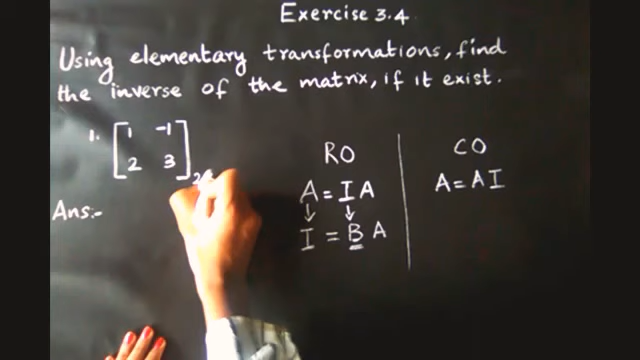 Exercise 3.4
Using elementary transformations, find
the inverse of the matrix, if it exist.
1. [1 -1
2 3]
Ans:-
RO
A = I A
↓ ↓
I = B A
CO
A = A I